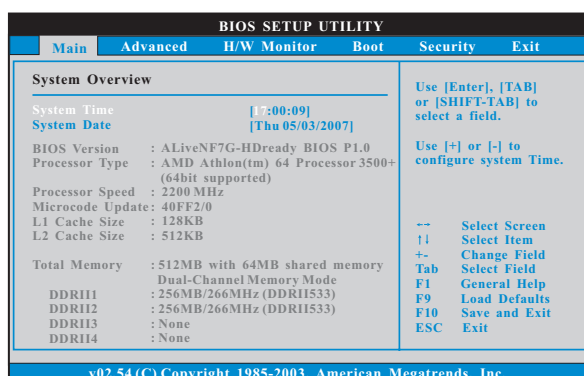 BIOS SETUP UTILITY
Main Advanced H/W Monitor Boot Security Exit
System Overview
System Time [17:00:09]
System Date [Thu 05/03/2007]
BIOS Version : ALiveNF7G-HDready BIOS P1.0
Processor Type : AMD Athlon(tm) 64 Processor 3500+
(64bit supported)
Processor Speed : 2200 MHz
Microcode Update : 40FF2/0
L1 Cache Size : 128KB
L2 Cache Size : 512KB
Total Memory : 512MB with 64MB shared memory
Dual-Channel Memory Mode
DDRII1 : 256MB/266MHz (DDRII533)
DDRII2 : 256MB/266MHz (DDRII533)
DDRII3 : None
DDRII4 : None
Use [Enter], [TAB]
or [SHIFT-TAB] to
select a field.
Use [+] or [-] to
configure system Time.
←→ Select Screen
↑↓ Select Item
+- Change Field
Tab Select Field
F1 General Help
F9 Load Defaults
F10 Save and Exit
ESC Exit
v02.54 (C) Copyright 1985-2003, American Megatrends, Inc.